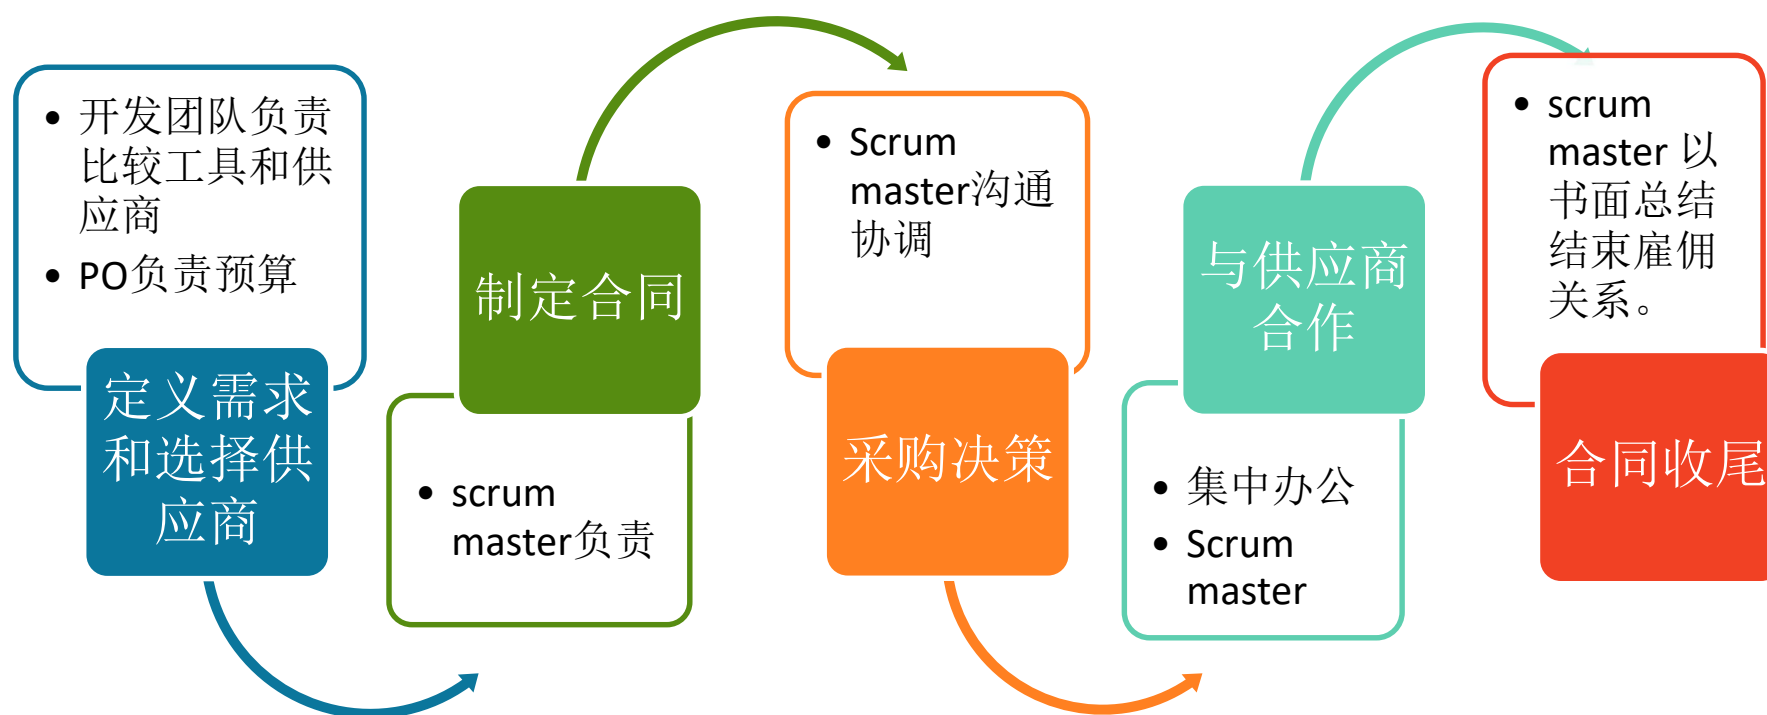 • 开发团队负责
比较工具和供
应商
• PO负责预算
定义需求
和选择供
应商
制定合同
• scrum
master负责
• Scrum
master沟通
协调
采购决策
与供应商
合作
• 集中办公
• Scrum
master
• scrum
master 以
书面总结
结束雇佣
关系。
合同收尾